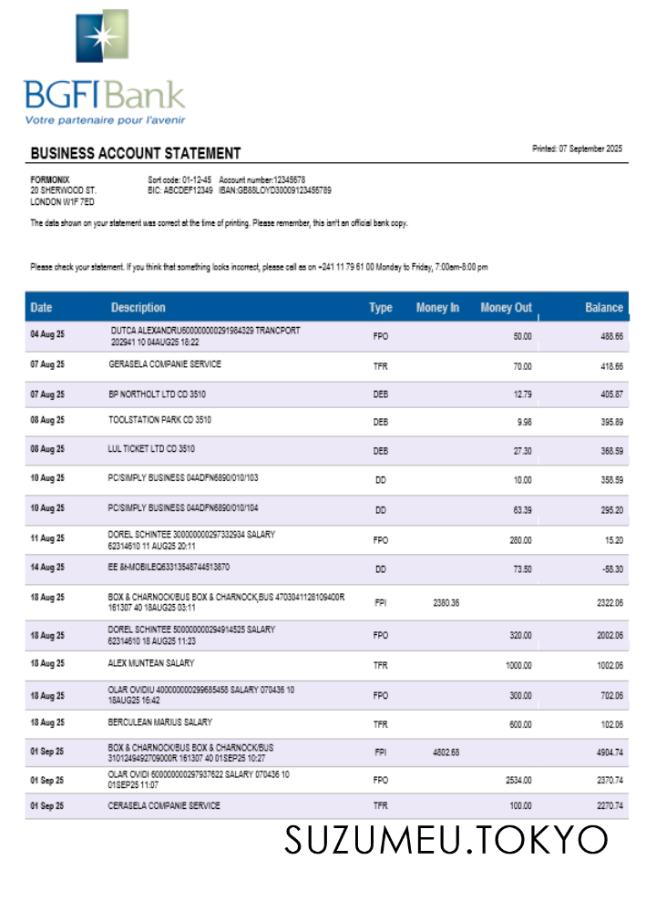 BGFIBank
Votre partenaire pour l'avenir
BUSINESS ACCOUNT STATEMENT
Printed: 07 September 2025
FORMONIX
20 SHERWOOD ST.
LONDON W1F 7ED
Sort code: 01-12-45 Account number:12345678
BIC: ABCDEF12349 IBAN:GB88LOYD30009123456789
The data shown on your statement was correct at the time of printing. Please remember, this isn't an official bank copy.
Please check your statement. If you think that something looks incorrect, please call as on +241 11 79 61 00 Monday to Friday, 7:00am-8:00 pm
Date Description Type Money In Money Out Balance
04 Aug 25 DUTCA ALEXANDRU600000000291984329 TRANCPORT FPO 50.00 488.66
202941 10 04AUG25 18:22
07 Aug 25 GERASELA COMPANIE SERVICE TFR 70.00 418.66
07 Aug 25 BP NORTHOLT LTD CD 3510 DEB 12.79 405.87
08 Aug 25 TOOLSTATION PARK CD 3510 DEB 9.98 395.89
08 Aug 25 LUL TICKET LTD CD 3510 DEB 27.30 368.59
10 Aug 25 PC/SIMPLY BUSINESS 04ADFN6890/010/103 DD 10.00 358.59
10 Aug 25 PC/SIMPLY BUSINESS 04ADFN6890/010/104 DD 63.39 295.20
11 Aug 25 DOREL SCHINTEE 300000000297332934 SALARY FPO 280.00 15.20
62314610 11 AUG25 20:11
14 Aug 25 EE &t-MOBILEQ63313548744513870 DD 73.50 -58.30
18 Aug 25 BOX & CHARNOCK/BUS BOX & CHARNOCK,BUS 4703041128109400R FPI 2380.36 2322.06
161307 40 18AUG25 03:11
18 Aug 25 DOREL SCHINTEE 500000000294914525 SALARY FPO 320.00 2002.06
62314610 18 AUG25 11:23
18 Aug 25 ALEX MUNTEAN SALARY TFR 1000.00 1002.06
18 Aug 25 OLAR OVIDIU 400000000299685458 SALARY 070436 10 FPO 300.00 702.06
18AUG25 16:42
18 Aug 25 BERCULEAN MARIUS SALARY TFR 600.00 102.06
01 Sep 25 BOX & CHARNOCK/BUS BOX & CHARNOCK/BUS FPI 4802.68 4904.74
3101249492709000R 161307 40 01SEP25 10:27
01 Sep 25 OLAR OVIDI 600000000297937622 SALARY 070436 10 FPO 2534.00 2370.74
01SEP25 11:07
01 Sep 25 CERASELA COMPANIE SERVICE TFR 100.00 2270.74
SUZUMEU.TOKYO